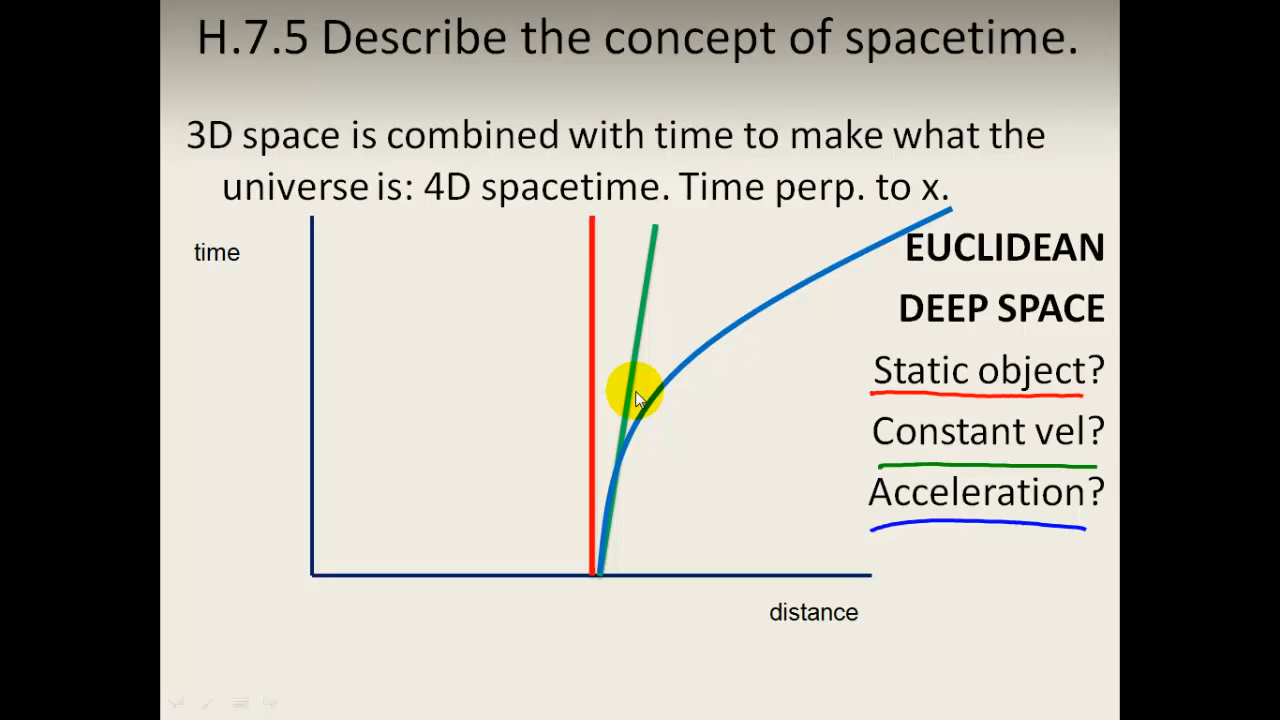 H.7.5 Describe the concept of spacetime.
3D space is combined with time to make what the
universe is: 4D spacetime. Time perp. to x.
time
EUCLIDEAN
DEEP SPACE
Static object?
Constant vel?
Acceleration?
distance